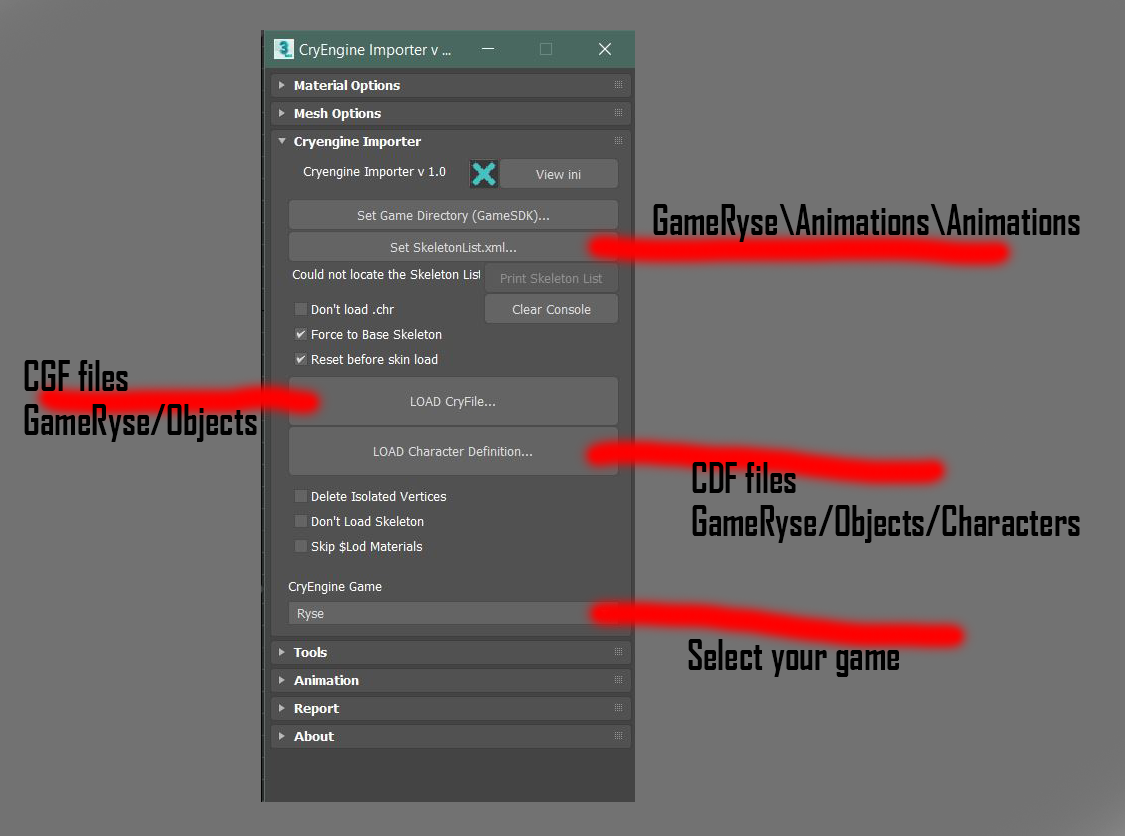 CryEngine Importer v ...
Material Options
Mesh Options
Cryengine Importer
Cryengine Importer v 1.0
View ini
Set Game Directory (GameSDK)...
GameRyse\Animations\Animations
Set SkeletonList.xml...
Could not locate the Skeleton List
Print Skeleton List
Don't load .chr
Clear Console
Force to Base Skeleton
Reset before skin load
CGF files
GameRyse/Objects
LOAD CryFile...
LOAD Character Definition...
CDF files
GameRyse/Objects/Characters
Delete Isolated Vertices
Don't Load Skeleton
Skip $Lod Materials
CryEngine Game
Ryse
Select your game
Tools
Animation
Report
About